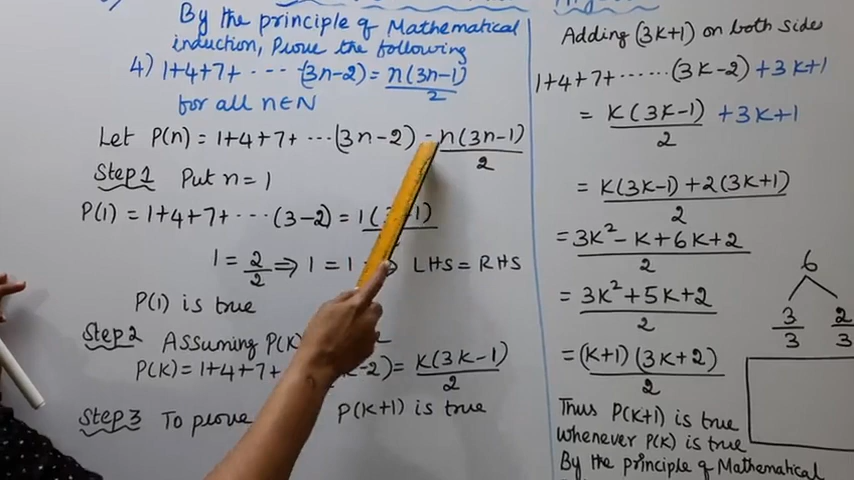 By the principle of Mathematical
induction, Prove the following
4) 1+4+7+ ---- (3n-2) = n(3n-1)/2
for all n∈N
Let P(n) = 1+4+7+ ...(3n-2) = n(3n-1)/2
Step1 Put n=1
P(1) = 1+4+7+ ....(3-2) = 1(
1 = 2/2 ⇒ 1 = 1 LHS = RHS
P(1) is true
Step2 Assuming P(K)
P(K) = 1+4+7+ K-2) = K(3K-1)/2
Step3 To prove P(K+1) is true
Adding (3K+1) on both sides
1+4+7+ ......(3K-2) +3K+1
= K(3K-1)/2 +3K+1
= K(3K-1)+2(3K+1)/2
= 3K²-K+6K+2/2
= 3K²+5K+2/2
= (K+1)(3K+2)/2
Thus P(K+1) is true
whenever P(K) is true
By the principle of Mathematical
6
3/3 2/3